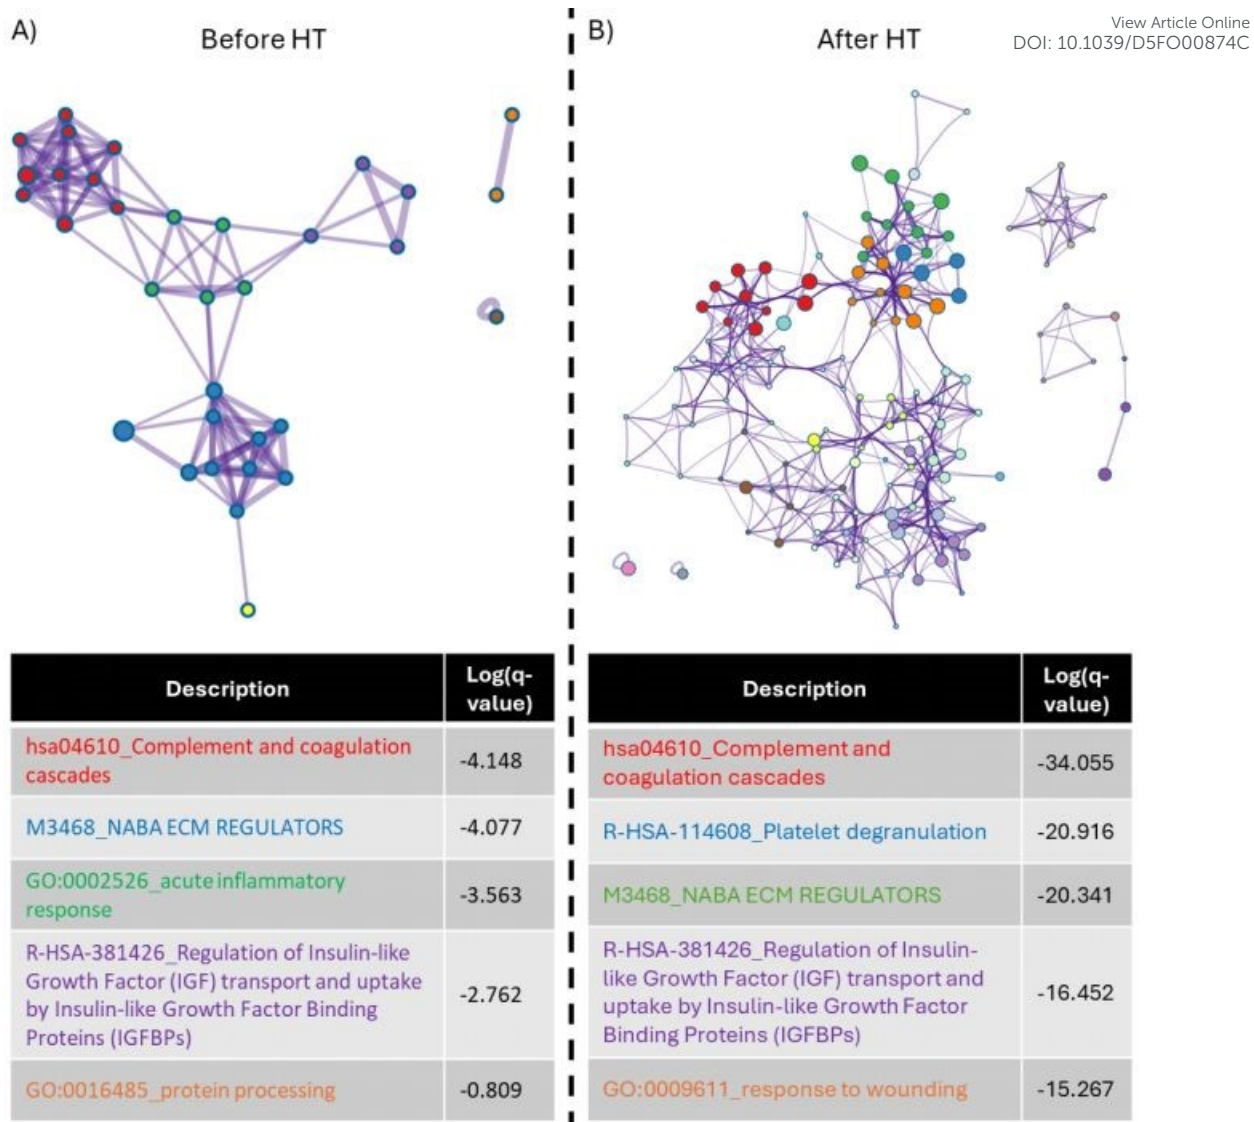 A)
Before HT
B)
After HT
View Article Online
DOI: 10.1039/D5FO00874C
Description
Log(q-
value)
hsa04610_Complement and coagulation
cascades
-4.148
M3468_NABA ECM REGULATORS
-4.077
GO:0002526_acute inflammatory
response
-3.563
R-HSA-381426_Regulation of Insulin-like
Growth Factor (IGF) transport and uptake
by Insulin-like Growth Factor Binding
Proteins (IGFBPs)
-2.762
GO:0016485_protein processing
-0.809
Description
Log(q-
value)
hsa04610_Complement and
coagulation cascades
-34.055
R-HSA-114608_Platelet degranulation
-20.916
M3468_NABA ECM REGULATORS
-20.341
R-HSA-381426_Regulation of Insulin-
like Growth Factor (IGF) transport and
uptake by Insulin-like Growth Factor
Binding Proteins (IGFBPs)
-16.452
GO:0009611_response to wounding
-15.267